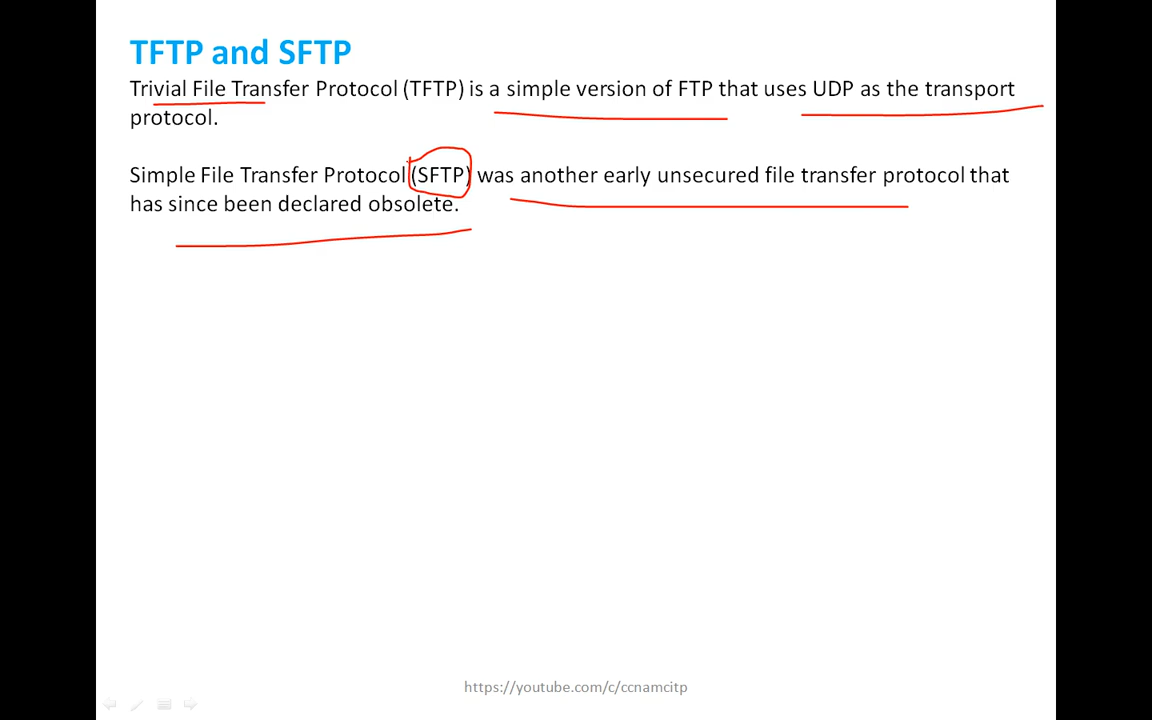 TFTP and SFTP
Trivial File Transfer Protocol (TFTP) is a simple version of FTP that uses UDP as the transport
protocol.
Simple File Transfer Protocol (SFTP) was another early unsecured file transfer protocol that
has since been declared obsolete.
https://youtube.com/c/ccnamcitp